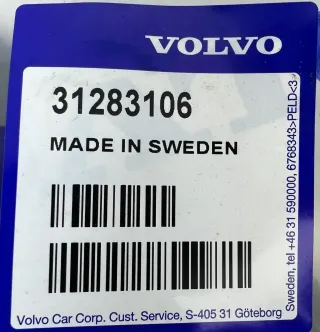 VOLVO
31283106
MADE IN SWEDEN
Volvo Car Corp. Cust. Service, S-405 31 Göteborg
Sweden, tel +46 31 590000, 6768343>PELD<3